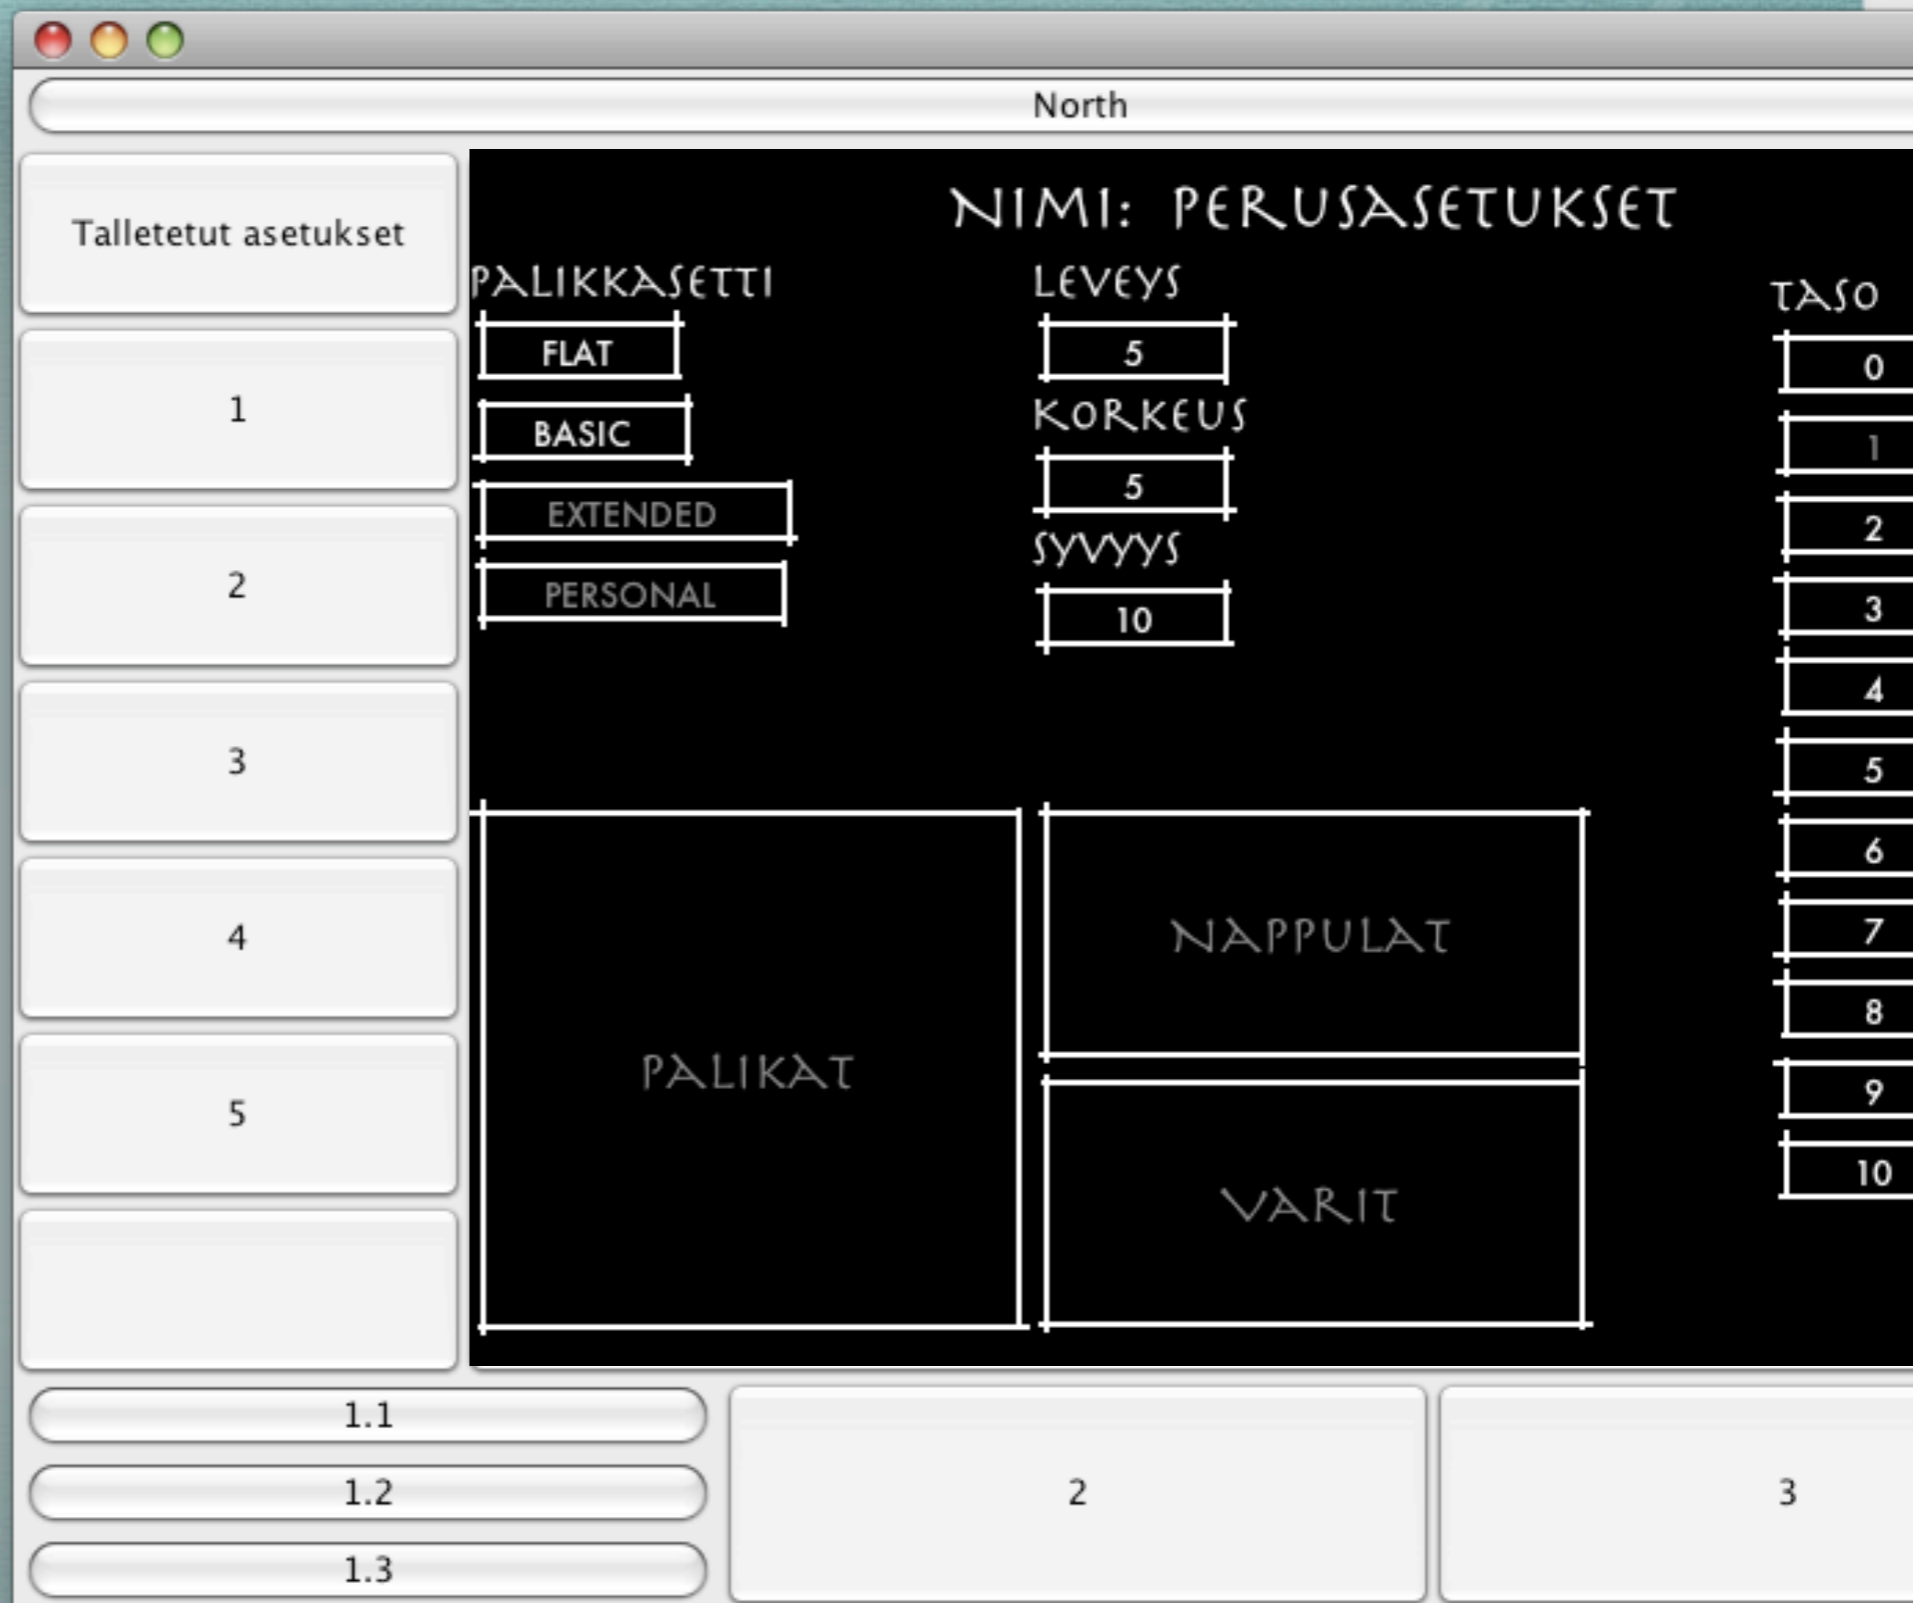 North
Talletetut asetukset
1
2
3
4
5
NIMI: PERUSASETUKSET
PALIKKASETTI
FLAT
BASIC
EXTENDED
PERSONAL
LEVEYS
5
KORKEUS
5
SYVYYS
10
TASO
0
1
2
3
4
5
6
7
8
9
10
PALIKAT
NAPPULAT
VARIT
1.1
1.2
1.3
2
3